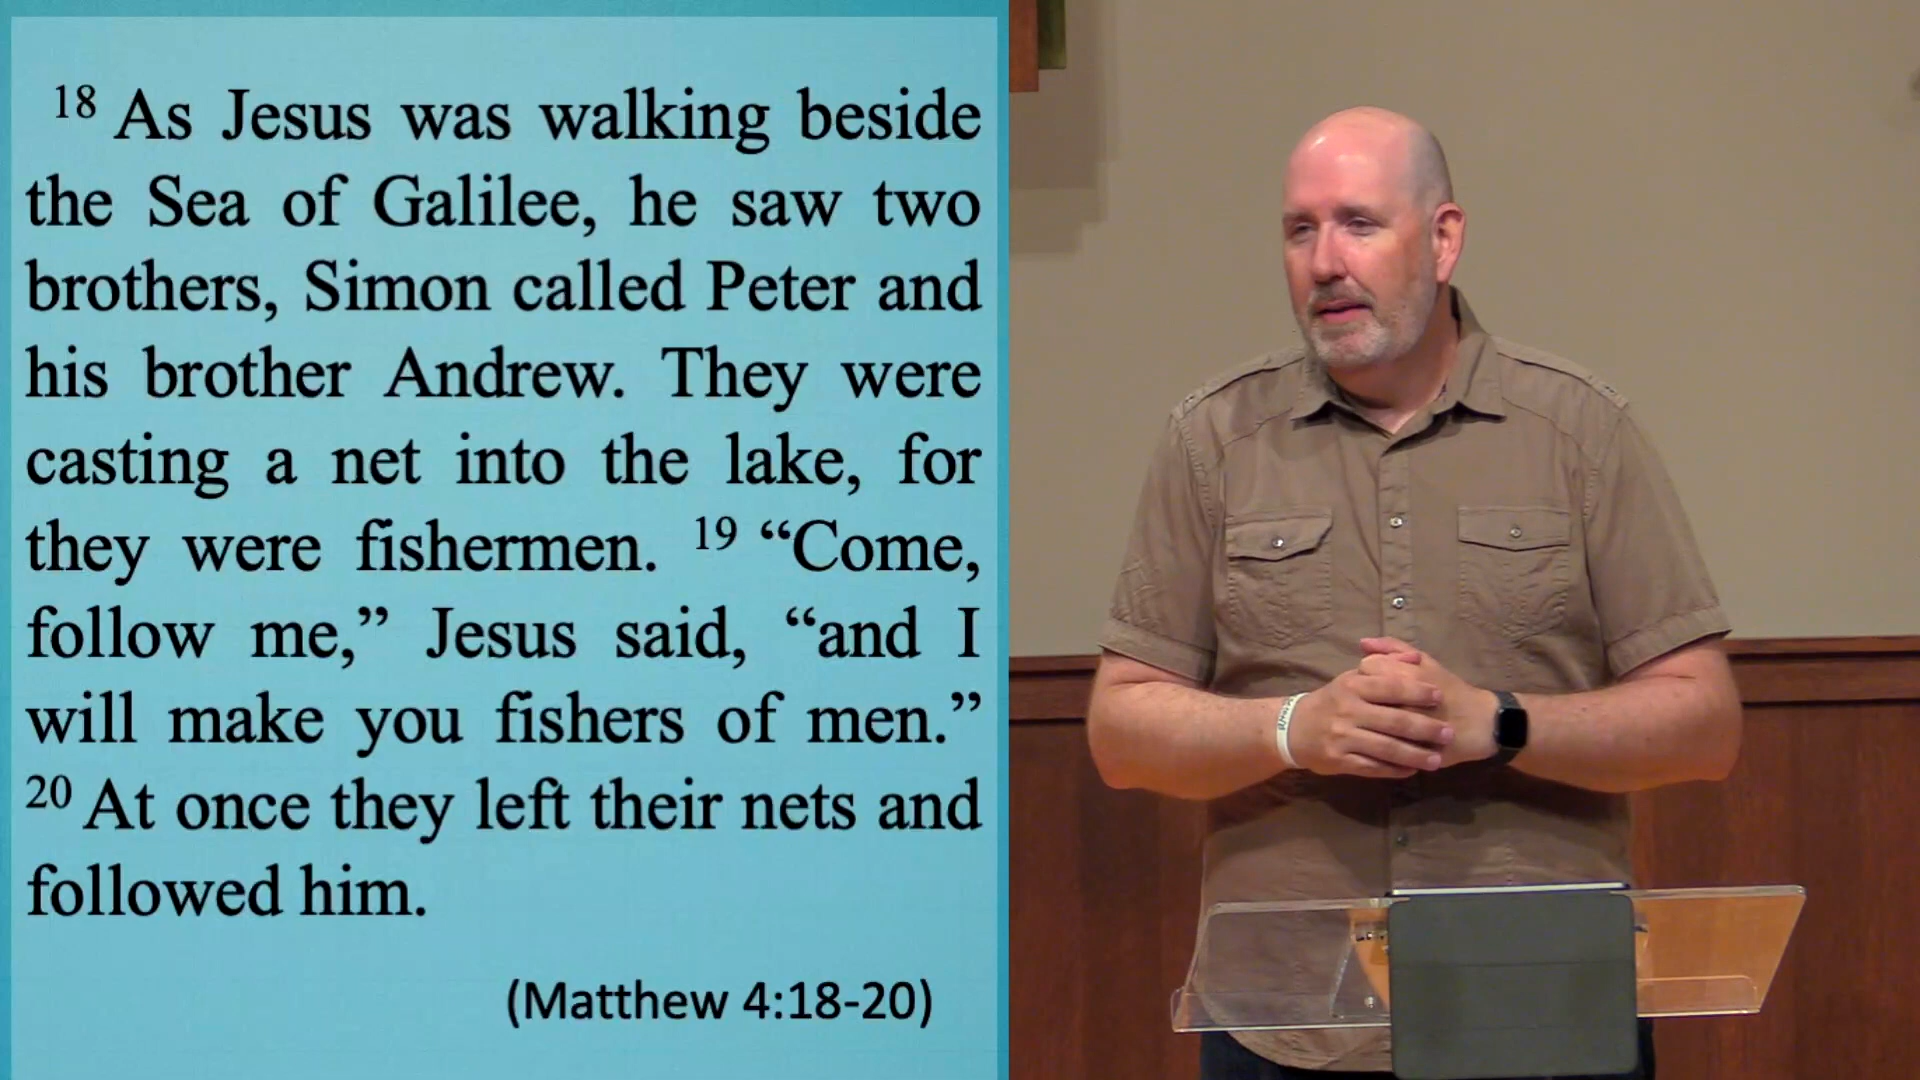 18 As Jesus was walking beside
the Sea of Galilee, he saw two
brothers, Simon called Peter and
his brother Andrew. They were
casting a net into the lake, for
they were fishermen. 19 “Come,
follow me,” Jesus said, “and I
will make you fishers of men.”
20 At once they left their nets and
followed him.
(Matthew 4:18-20)